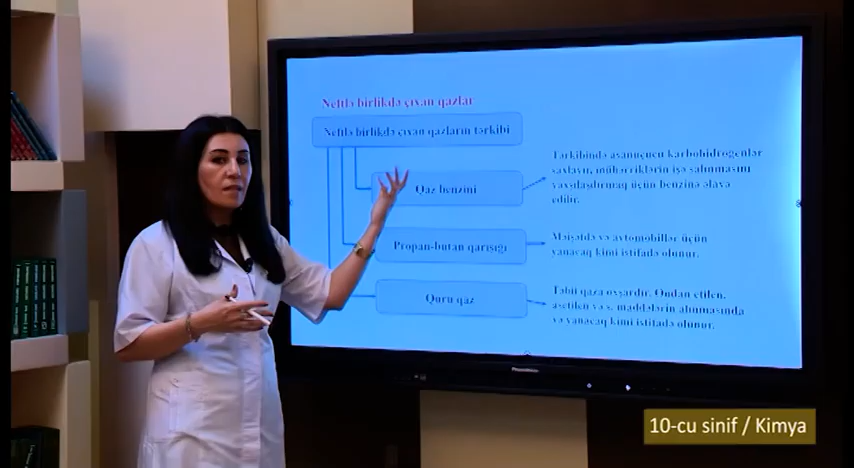 Neftlə birlikdə çıxan qazlar
Neftlə birlikdə çıxan qazların tərkibi
Qaz benzini
Tərkibində asanuçucu karbohidrogenlər
saxlayır, mühərriklərin işə salınmasını
yaxşılaşdırmaq üçün benzinə əlavə
edilir.
Propan-butan qarışığı
Məişətdə və avtomobillər üçün
yanacaq kimi istifadə olunur.
Quru qaz
Təbii qaza oxşardır. Ondan etilen,
asetilen və s. maddələrin alınmasında
və yanacaq kimi istifadə olunur.
10-cu sinif / Kimya